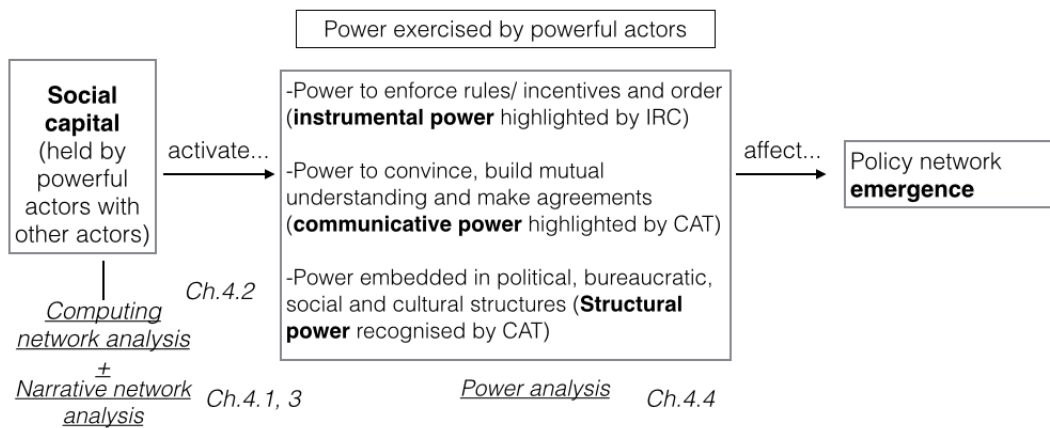 Power exercised by powerful actors
Social
capital
(held by
powerful
actors with
other actors)
activate...
-Power to enforce rules/ incentives and order
(instrumental power highlighted by IRC)
-Power to convince, build mutual
understanding and make agreements
(communicative power highlighted by CAT)
-Power embedded in political, bureaucratic,
social and cultural structures (Structural
power recognised by CAT)
affect...
Policy network
emergence
Computing
network analysis
+
Narrative network
analysis
Ch.4.2
Ch.4.1, 3
Power analysis
Ch.4.4